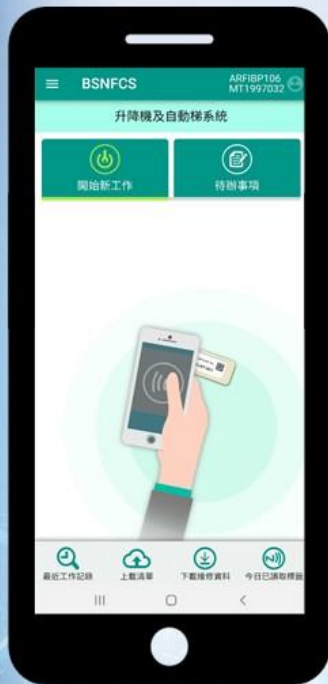 BSNFCS
ARFIBP106
MT1997032
升降機及自動梯系統
開始新工作
待辦事項
最近工作記錄
上載清單
下載維修資料
今日已讀取標籤